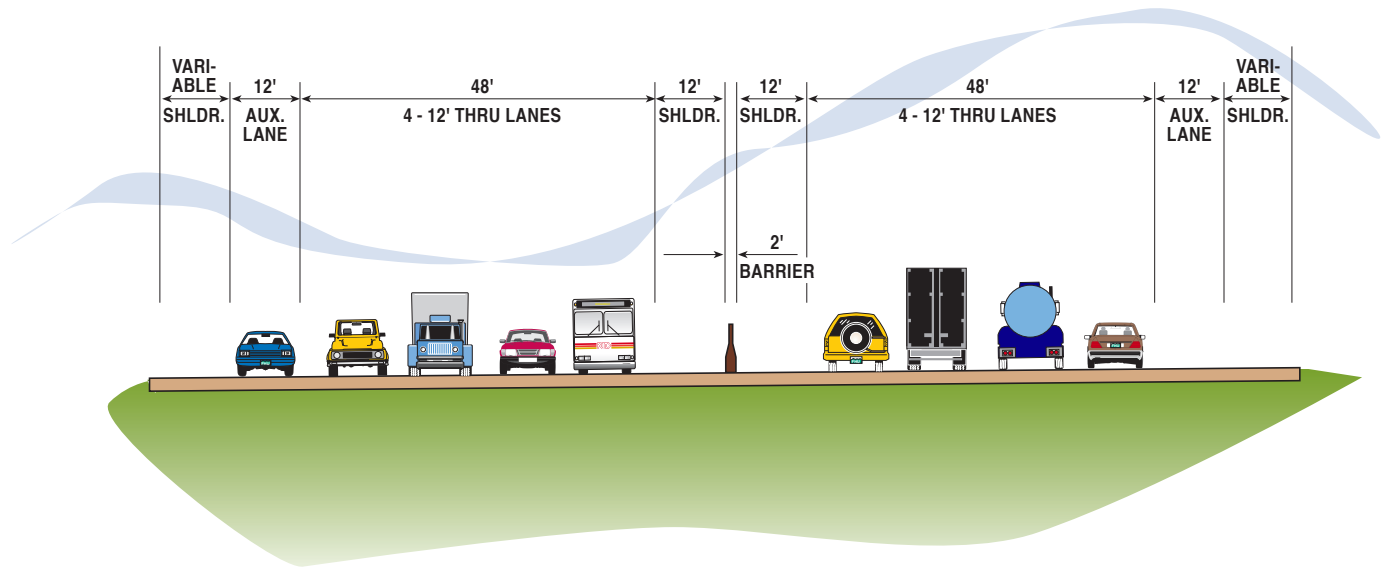 VARI-
ABLE
SHLDR.
12'
AUX.
LANE
48'
4 - 12' THRU LANES
12'
SHLDR.
12'
SHLDR.
48'
4 - 12' THRU LANES
12'
AUX.
LANE
VARI-
ABLE
SHLDR.
2'
BARRIER